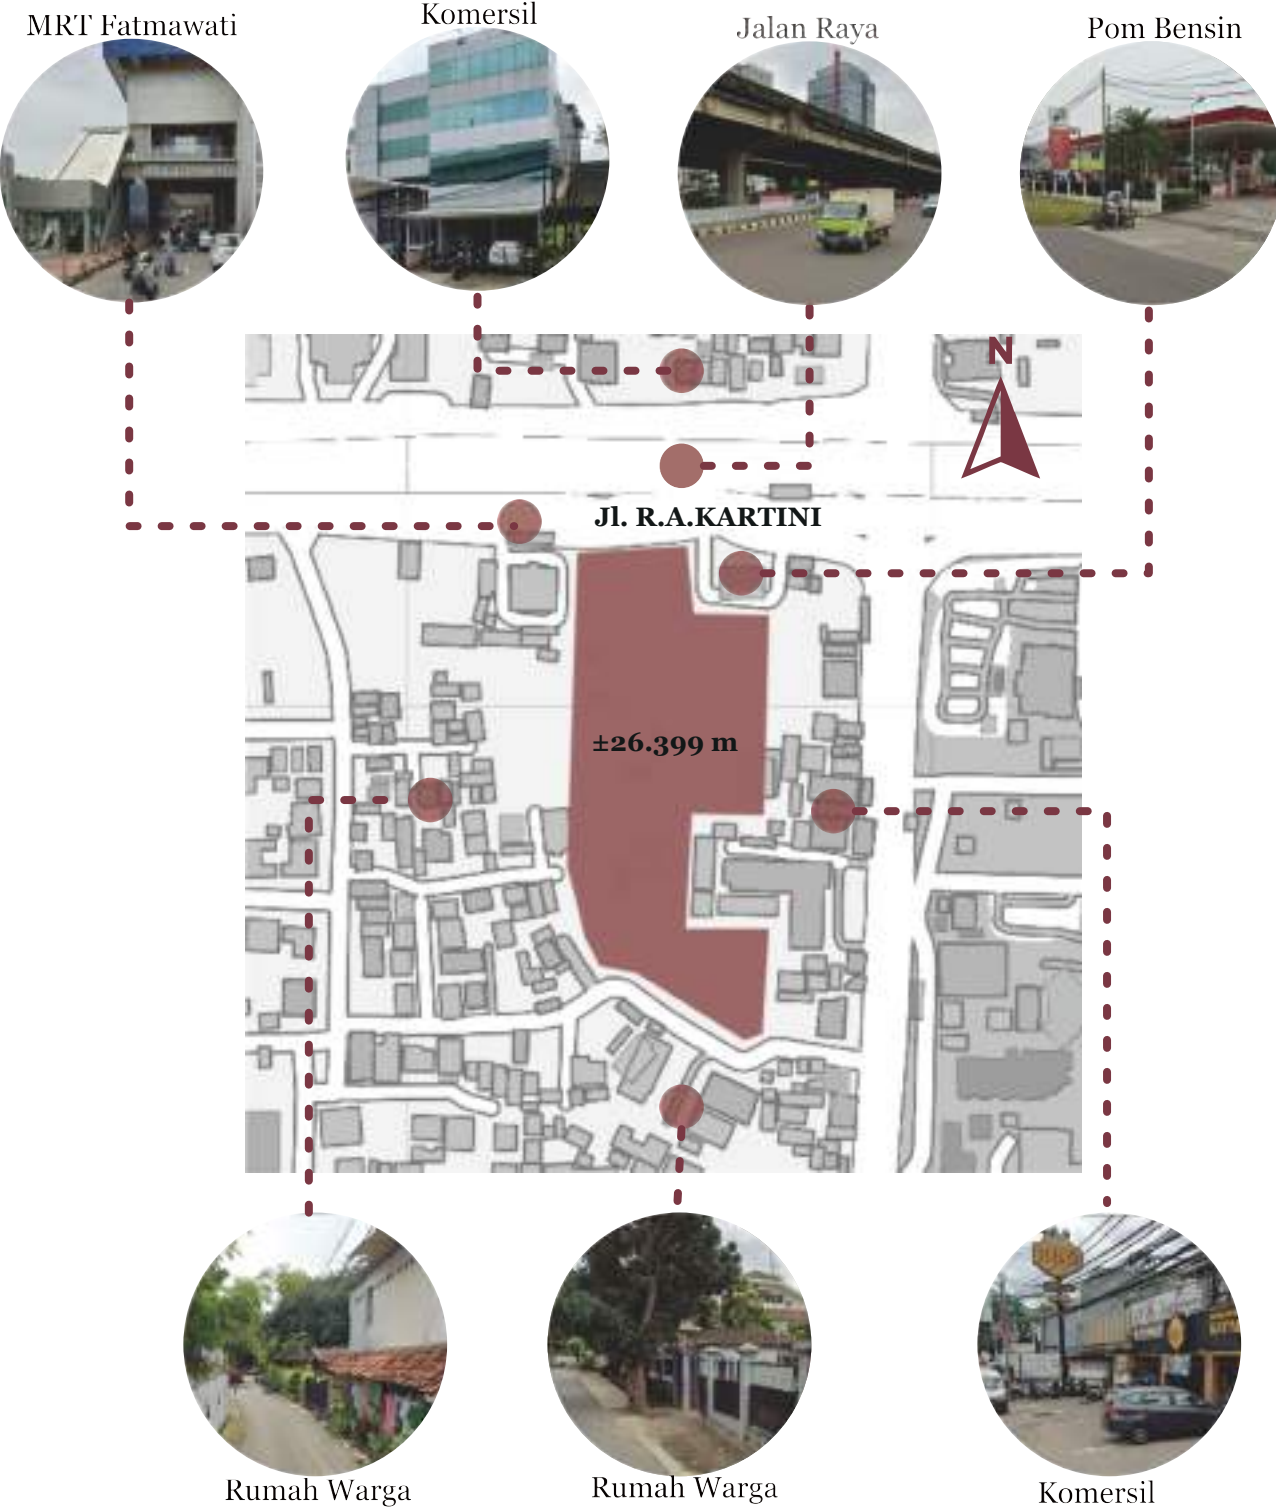 MRT Fatmawati
Komersil
Jalan Raya
Pom Bensin
N
Jl. R.A.KARTINI
±26.399 m
Rumah Warga
Rumah Warga
Komersil